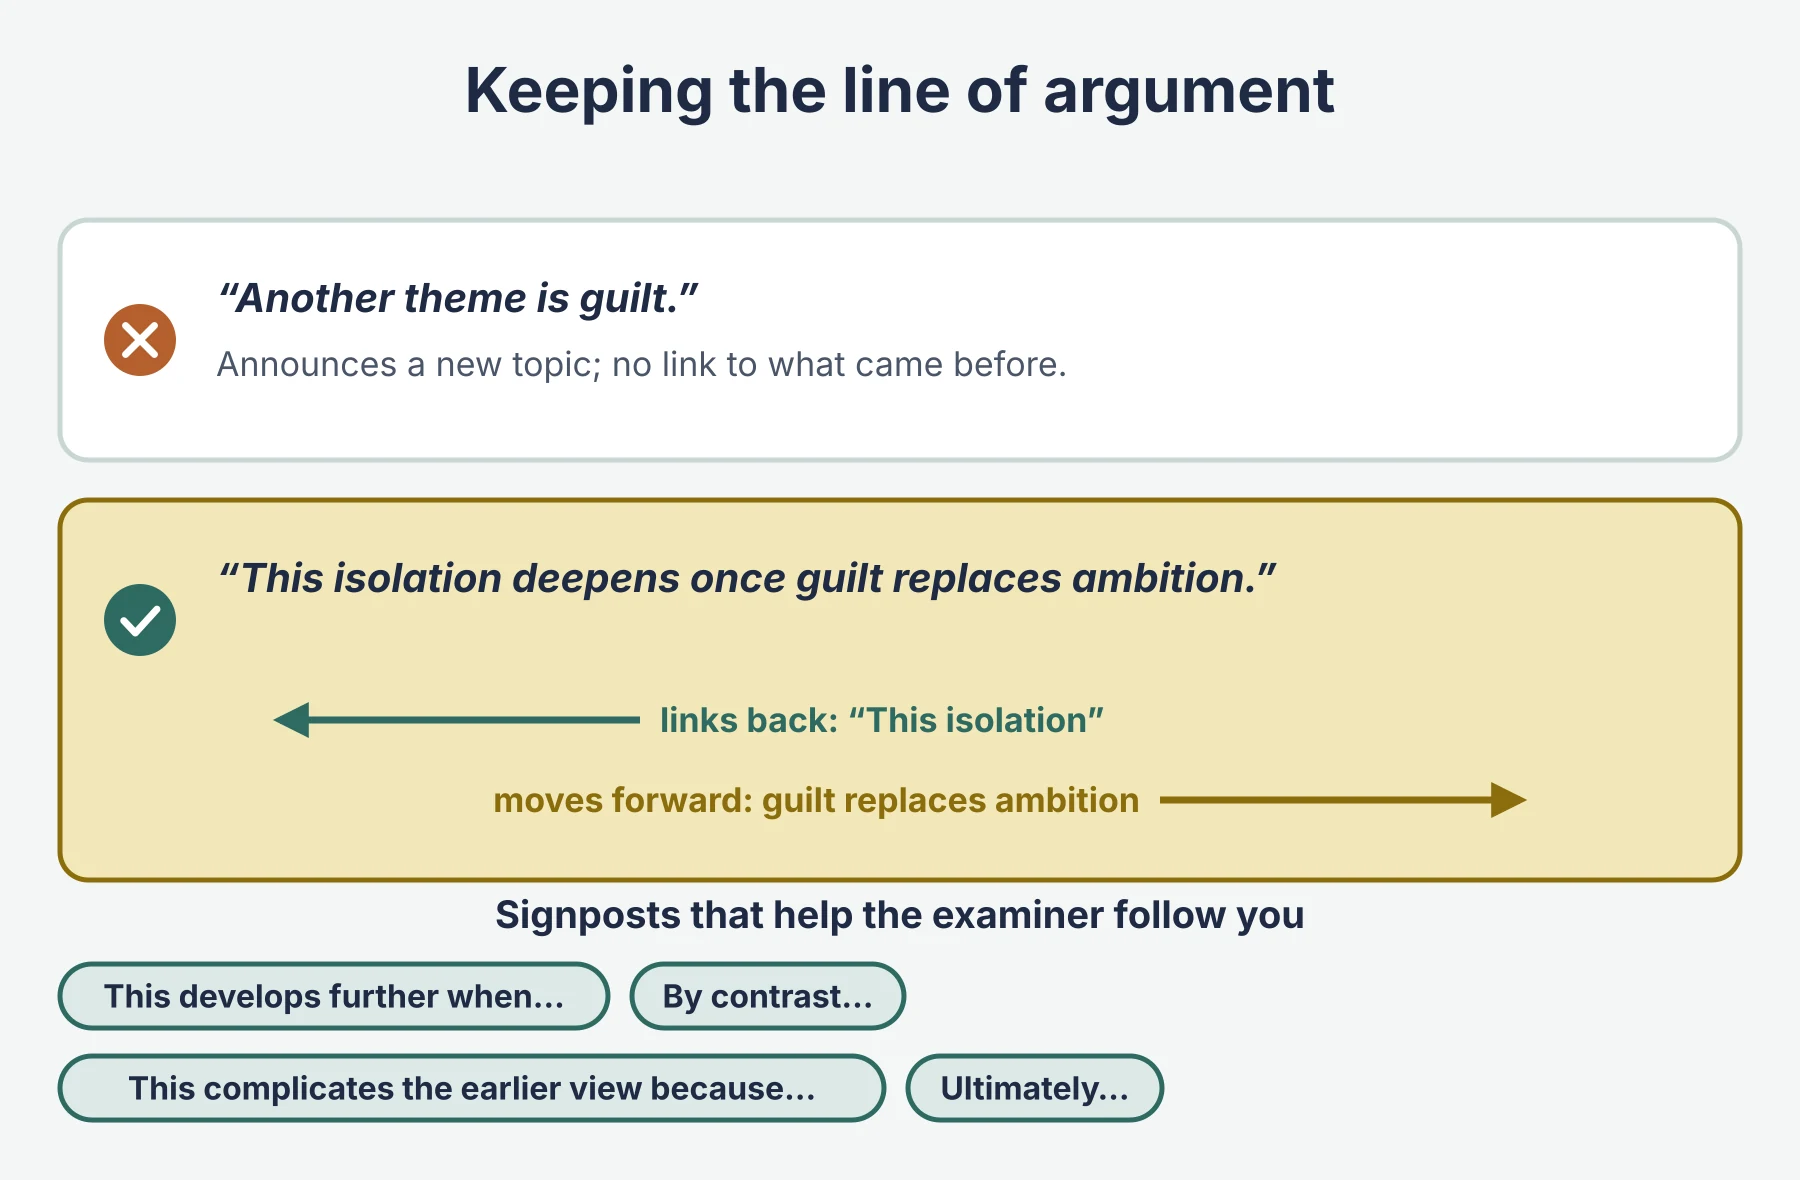 Keeping the line of argument
“Another theme is guilt.”
Announces a new topic; no link to what came before.
“This isolation deepens once guilt replaces ambition.”
links back: “This isolation”
moves forward: guilt replaces ambition
Signposts that help the examiner follow you
This develops further when…
By contrast…
This complicates the earlier view because…
Ultimately…